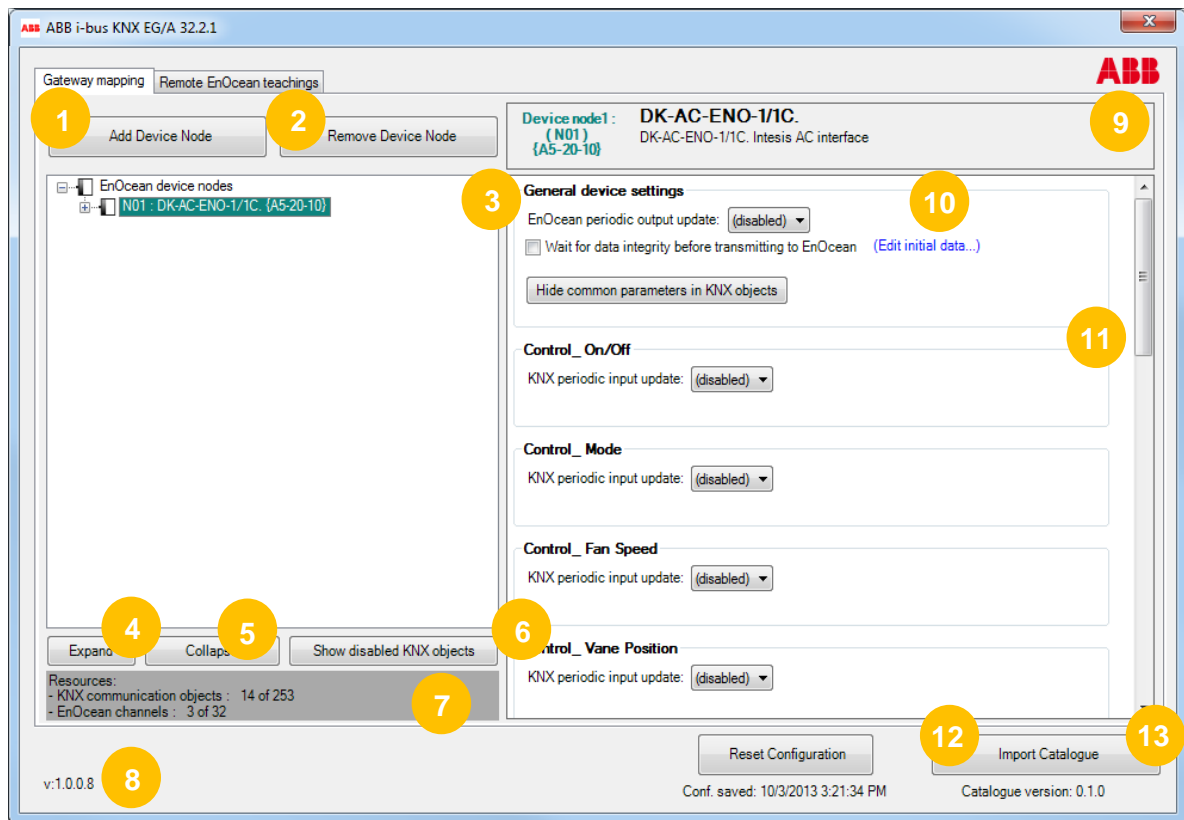 ABB ABB i-bus KNX EG/A 32.2.1
x
Gateway mapping
Remote EnOcean teachings
ABB
1
Add Device Node
2
Remove Device Node
Device node1 :
( N01 )
{A5-20-10}
DK-AC-ENO-1/1C.
DK-AC-ENO-1/1C. Intesis AC interface
9
EnOcean device nodes
N01 : DK-AC-ENO-1/1C. {A5-20-10}
3
General device settings
10
EnOcean periodic output update: (disabled)
Wait for data integrity before transmitting to EnOcean (Edit initial data...)
Hide common parameters in KNX objects
11
Control_ On/Off
KNX periodic input update: (disabled)
Control_ Mode
KNX periodic input update: (disabled)
Control_ Fan Speed
KNX periodic input update: (disabled)
Vane Position
KNX periodic input update: (disabled)
4
Expand
5
6
Show disabled KNX objects
Resources:
- KNX communication objects : 14 of 253
- EnOcean channels : 3 of 32
7
v:1.0.0.8
8
Reset Configuration
12
Import Catalogue
13
Conf. saved: 10/3/2013 3:21:34 PM
Catalogue version: 0.1.0